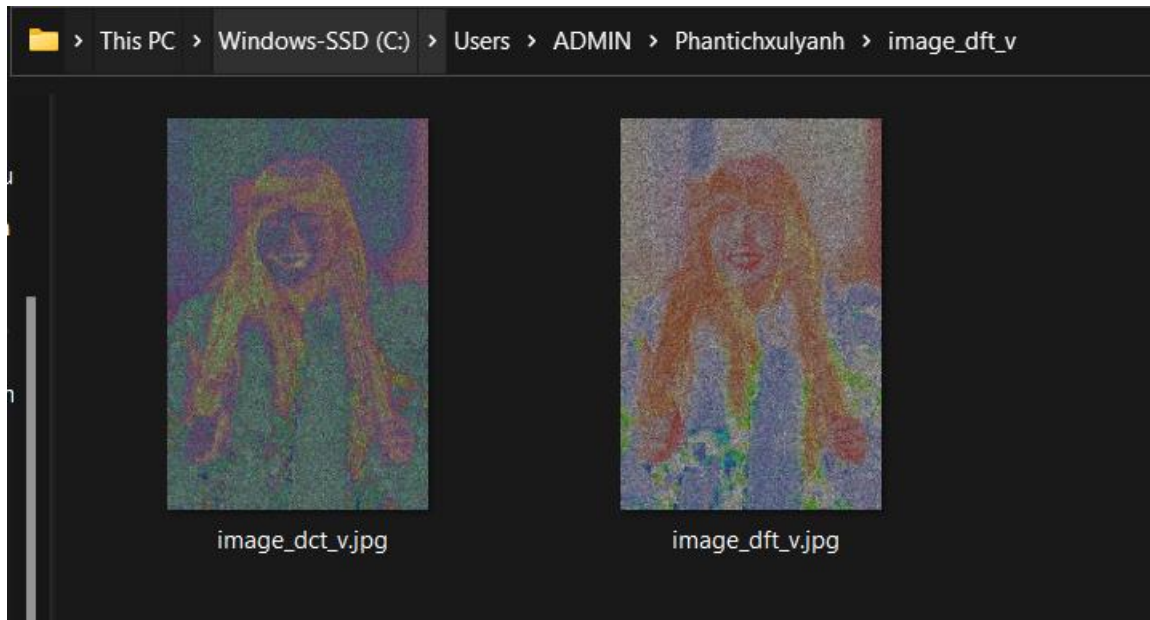 This PC > Windows-SSD (C:) > Users > ADMIN > Phantichxulyanh > image_dft_v
image_dct_v.jpg
image_dft_v.jpg